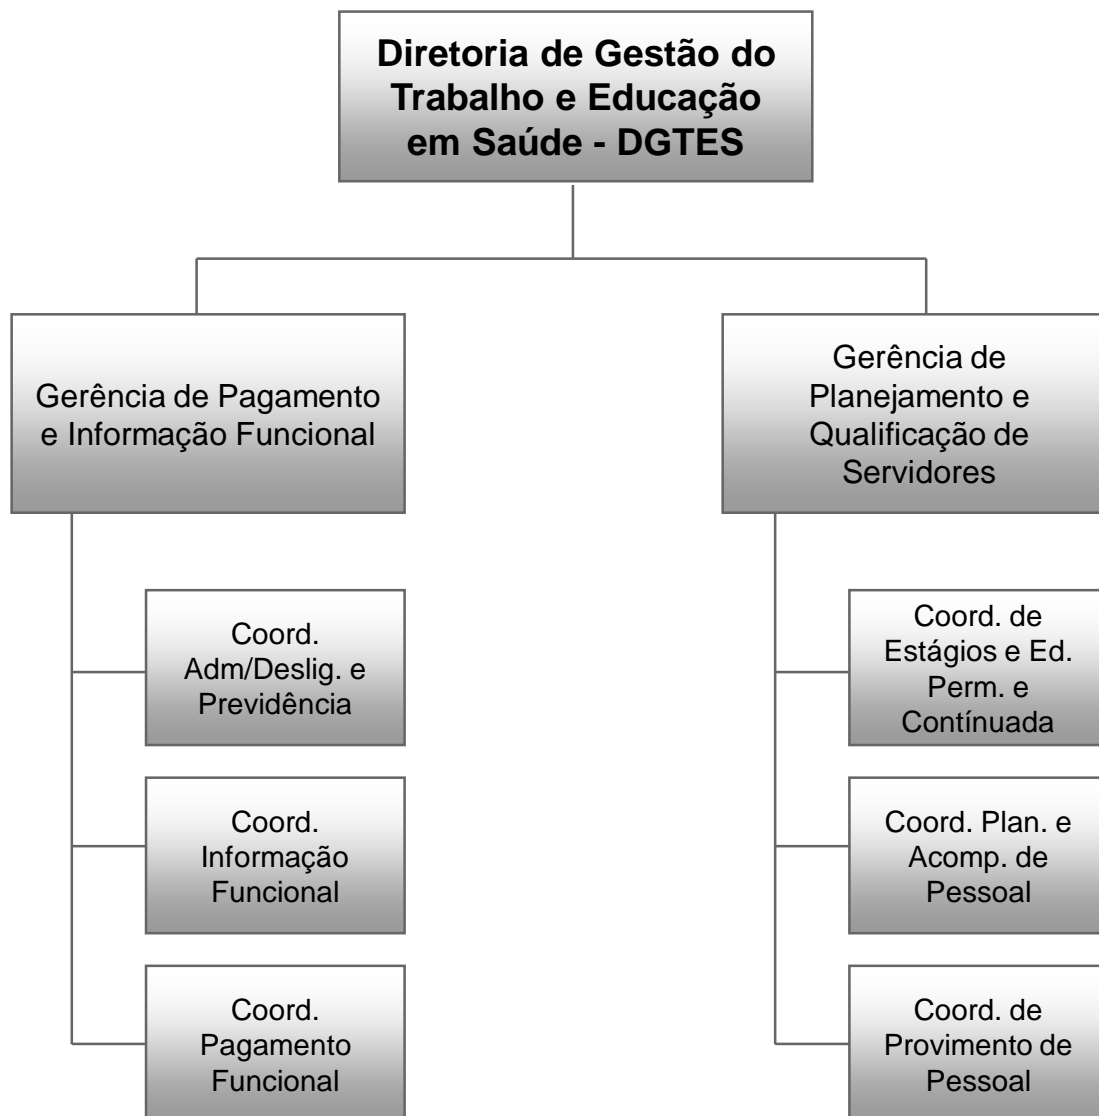 Diretoria de Gestão do
Trabalho e Educação
em Saúde - DGTES
Gerência de Pagamento
e Informação Funcional
Gerência de
Planejamento e
Qualificação de
Servidores
Coord.
Adm/Deslig. e
Previdência
Coord.
Informação
Funcional
Coord.
Pagamento
Funcional
Coord. de
Estágios e Ed.
Perm. e
Contínuada
Coord. Plan. e
Acomp. de
Pessoal
Coord. de
Provimento de
Pessoal